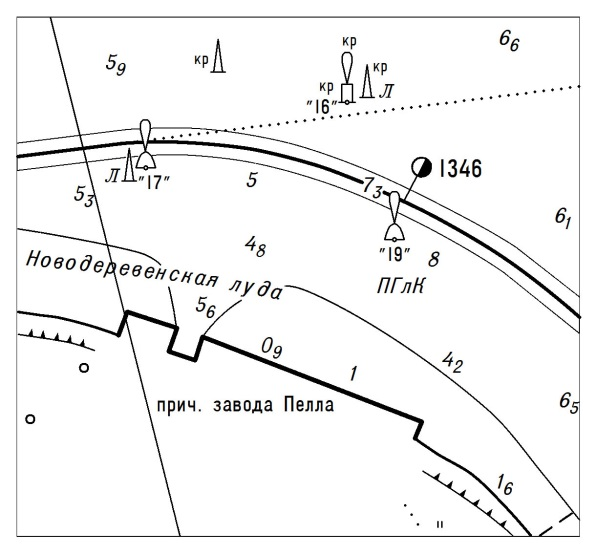 6₆
кр
5₉
кр
кр
кр
"16"
Л
1346
7₃
Л
"17"
5
5₃
6₁
4₈
"19"
8
Новодеревенская луда
ПГлК
5₆
0₉
4₂
1
6₅
прич. завода Пелла
1₆
"